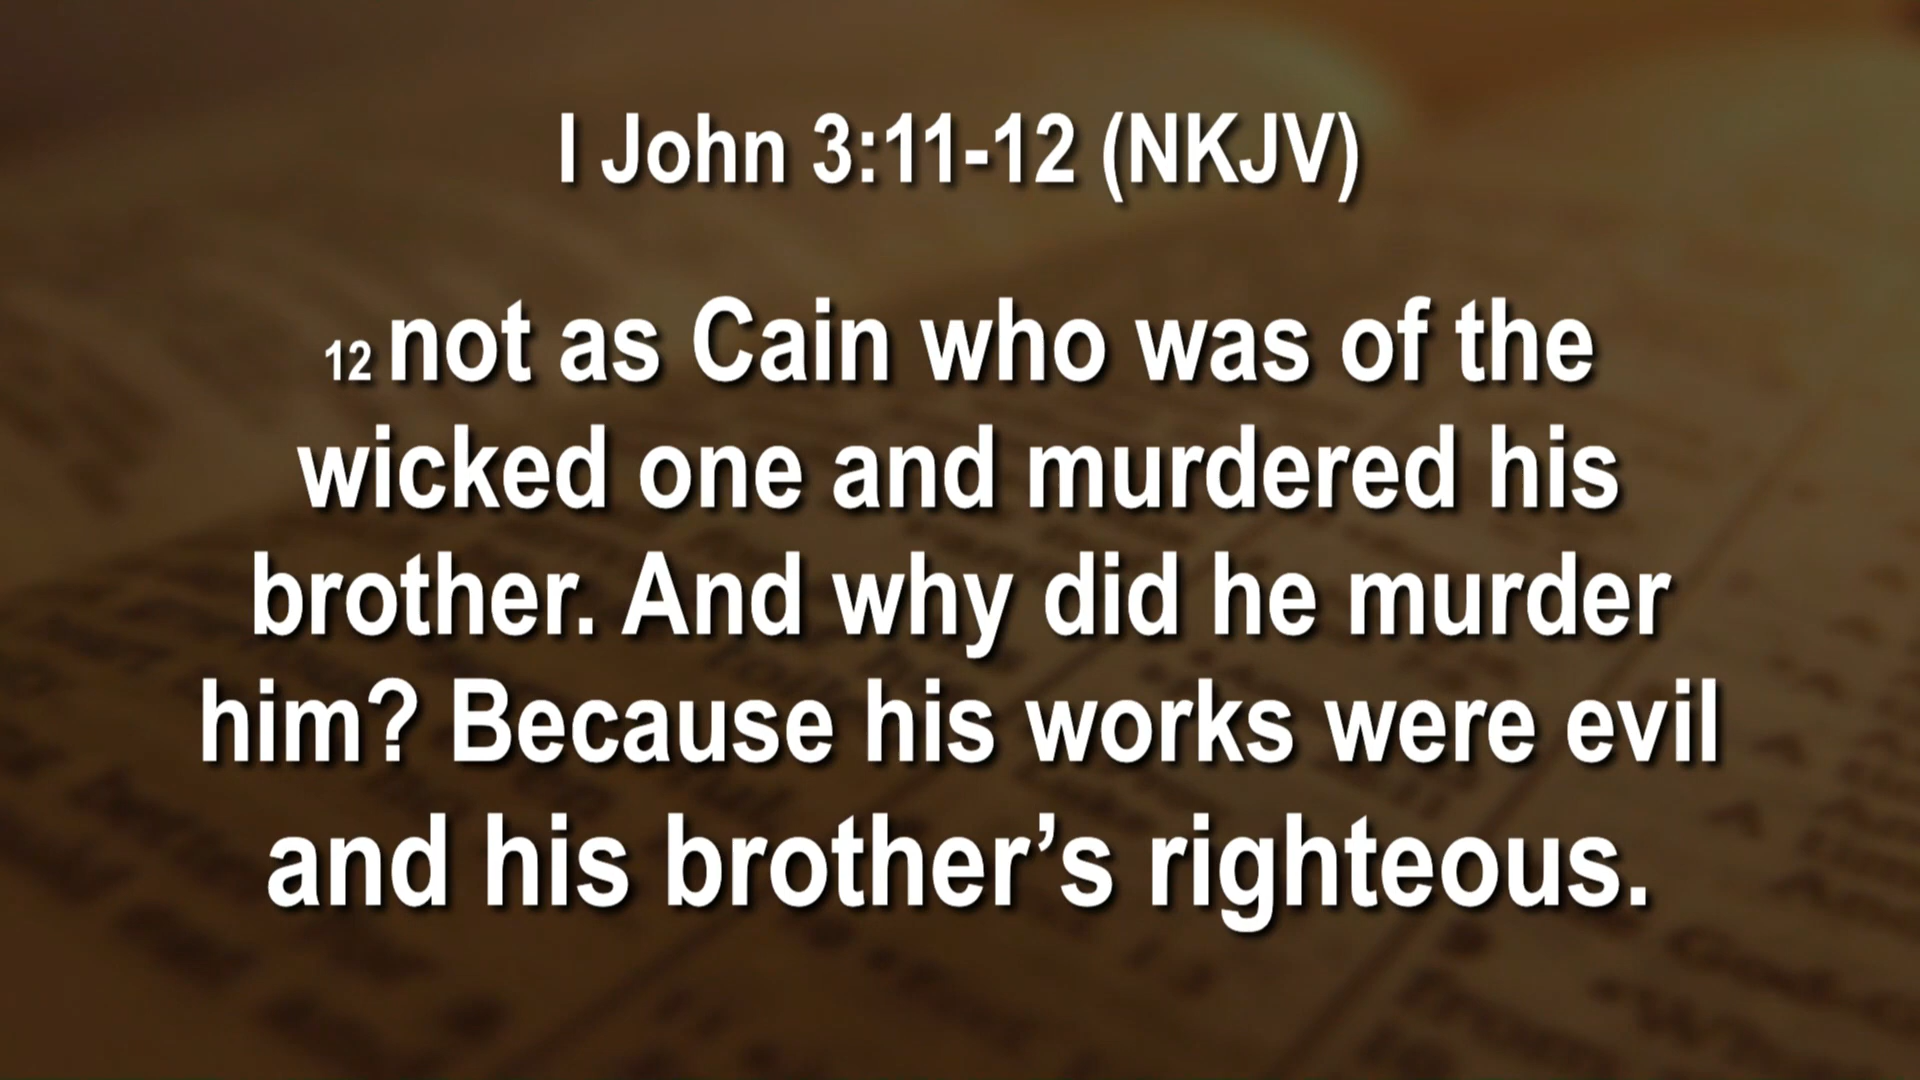 I John 3:11-12 (NKJV)
12 not as Cain who was of the
wicked one and murdered his
brother. And why did he murder
him? Because his works were evil
and his brother’s righteous.